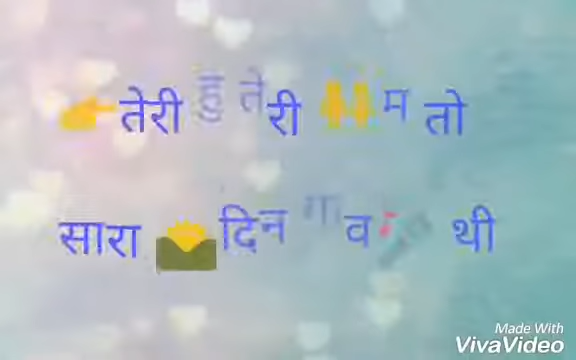 👉तेरी ह तेरी म तो
सारा दिन गाव थी
Made With
VivaVideo